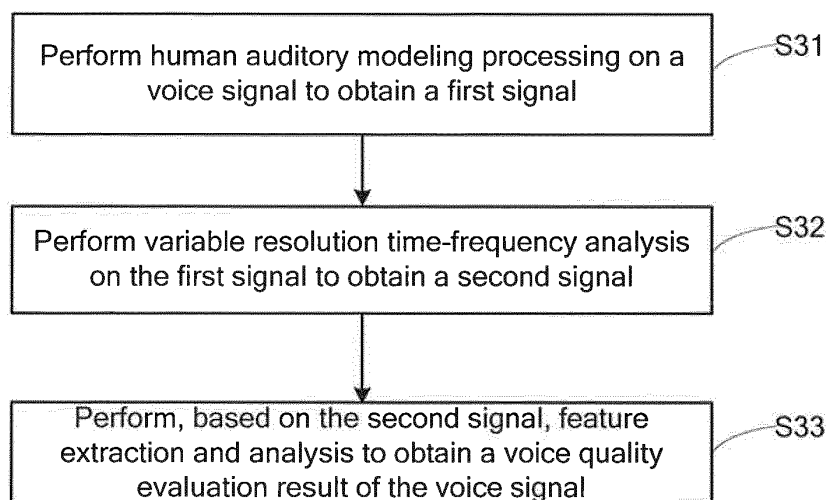 Perform human auditory modeling processing on a
voice signal to obtain a first signal
S31
Perform variable resolution time-frequency analysis
on the first signal to obtain a second signal
S32
Perform, based on the second signal, feature
extraction and analysis to obtain a voice quality
evaluation result of the voice signal
S33